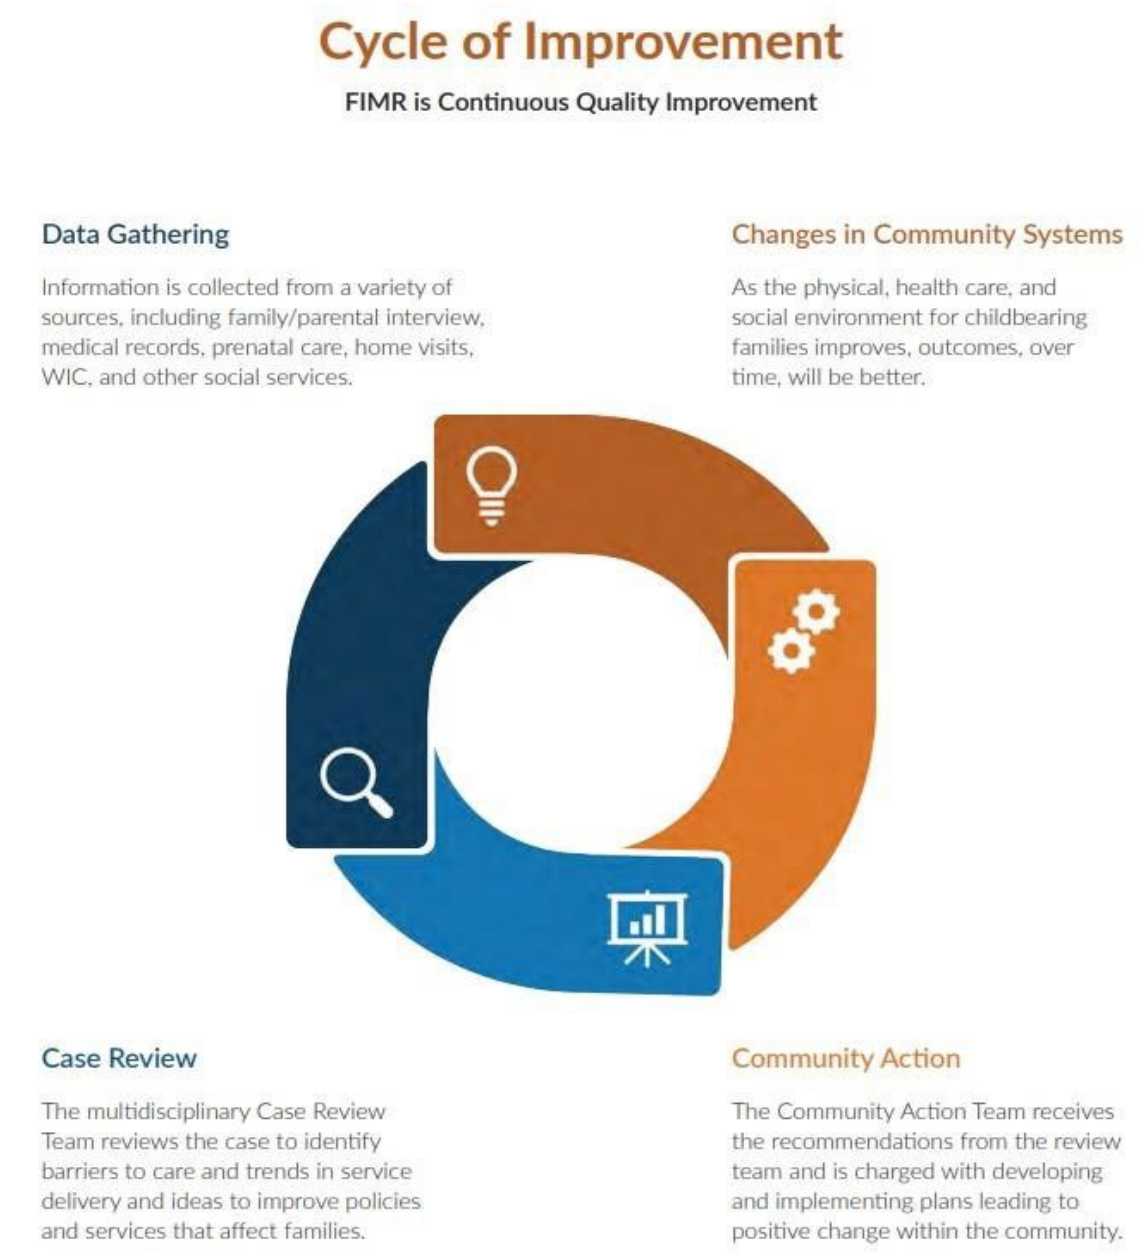 Cycle of Improvement
FIMR is Continuous Quality Improvement
Data Gathering
Information is collected from a variety of
sources, including family/parental interview,
medical records, prenatal care, home visits,
WIC, and other social services.
Changes in Community Systems
As the physical, health care, and
social environment for childbearing
families improves, outcomes, over
time, will be better.
Case Review
The multidisciplinary Case Review
Team reviews the case to identify
barriers to care and trends in service
delivery and ideas to improve policies
and services that affect families.
Community Action
The Community Action Team receives
the recommendations from the review
team and is charged with developing
and implementing plans leading to
positive change within the community.